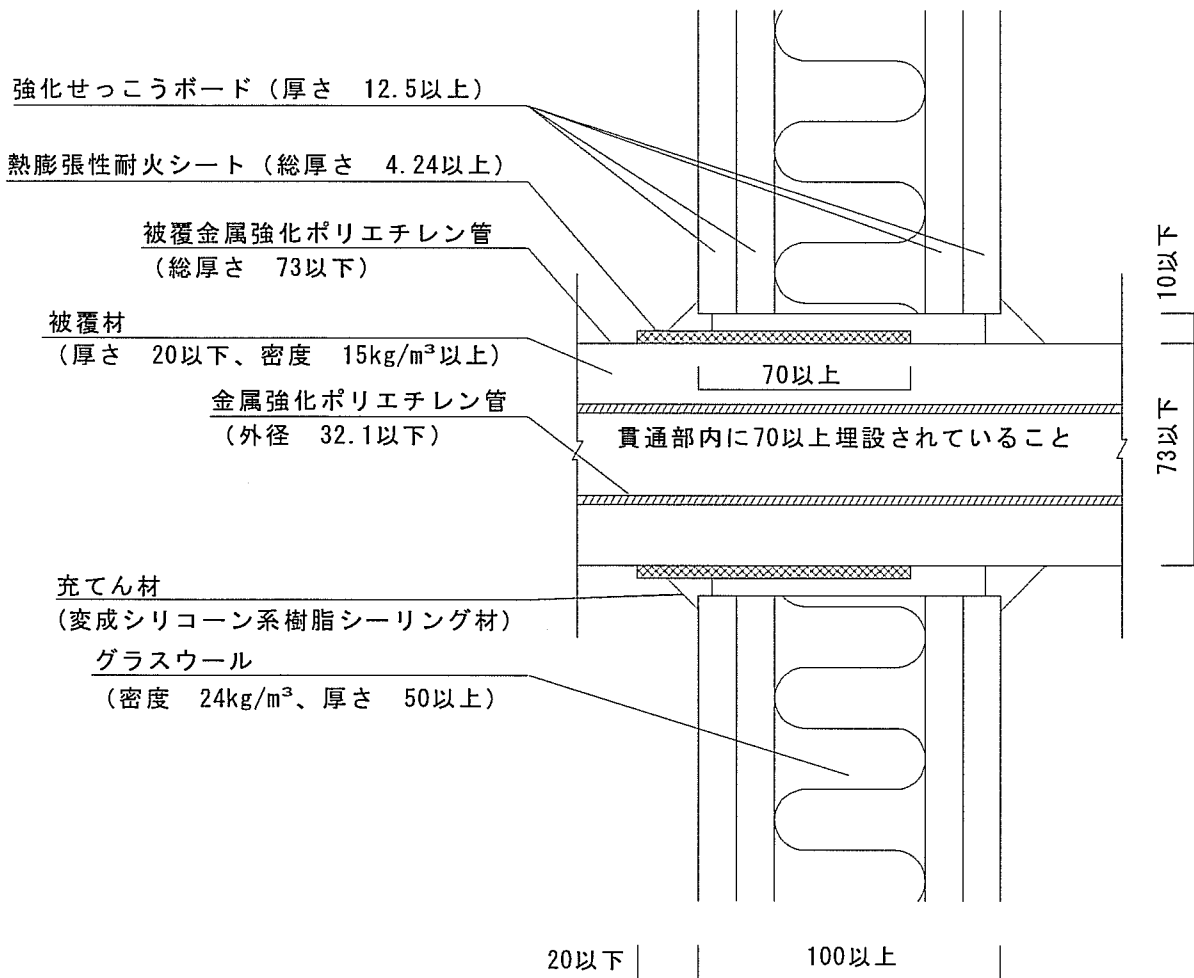 強化せっこうボード（厚さ　12.5以上）
熱膨張性耐火シート（総厚さ　4.24以上）
被覆金属強化ポリエチレン管
（総厚さ　73以下）
被覆材
（厚さ　20以下、密度　15kg/m³以上）
金属強化ポリエチレン管
（外径　32.1以下）
充てん材
(変成シリコーン系樹脂シーリング材)
グラスウール
（密度　24kg/m³、厚さ　50以上）
70以上
貫通部内に70以上埋設されていること
10以下
73以下
20以下
100以上